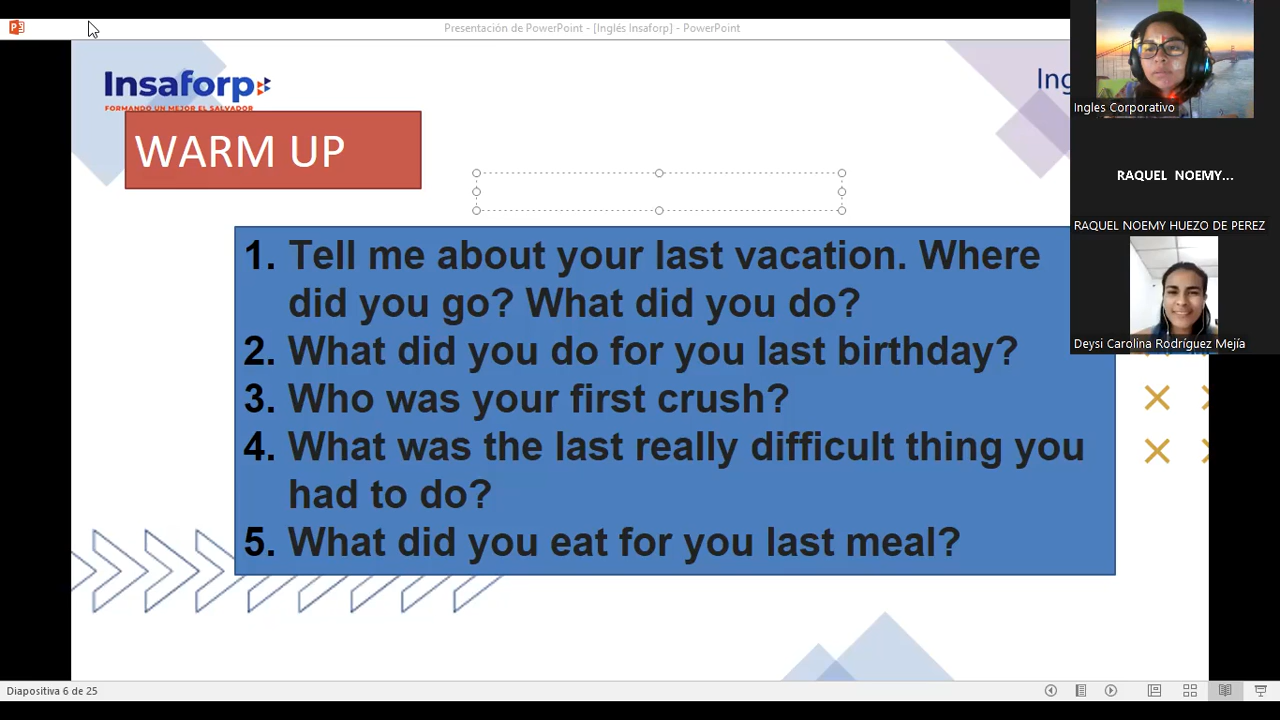 Presentación de PowerPoint - [Inglés Insaforp] - PowerPoint
Insaforp
FORMANDO UN MEJOR EL SALVADOR
Ing
WARM UP
1. Tell me about your last vacation. Where
did you go? What did you do?
2. What did you do for you last birthday?
3. Who was your first crush?
4. What was the last really difficult thing you
had to do?
5. What did you eat for you last meal?
Ingles Corporativo
RAQUEL NOEMY...
RAQUEL NOEMY HUEZO DE PEREZ
Deysi Carolina Rodríguez Mejía
Diapositiva 6 de 25